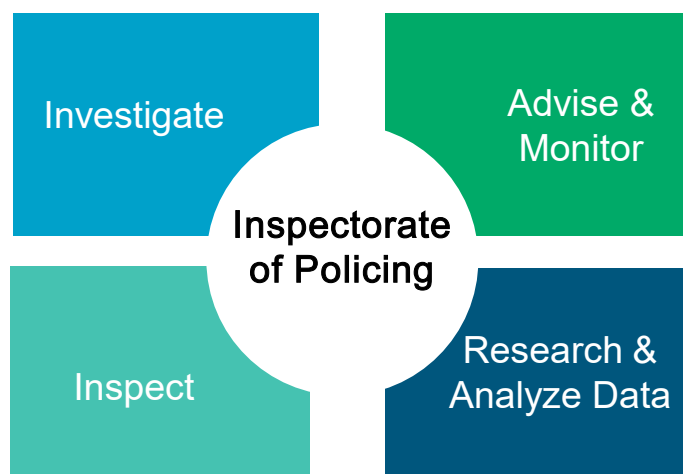 Investigate
Advise &
Monitor
Inspectorate
of Policing
Inspect
Research &
Analyze Data